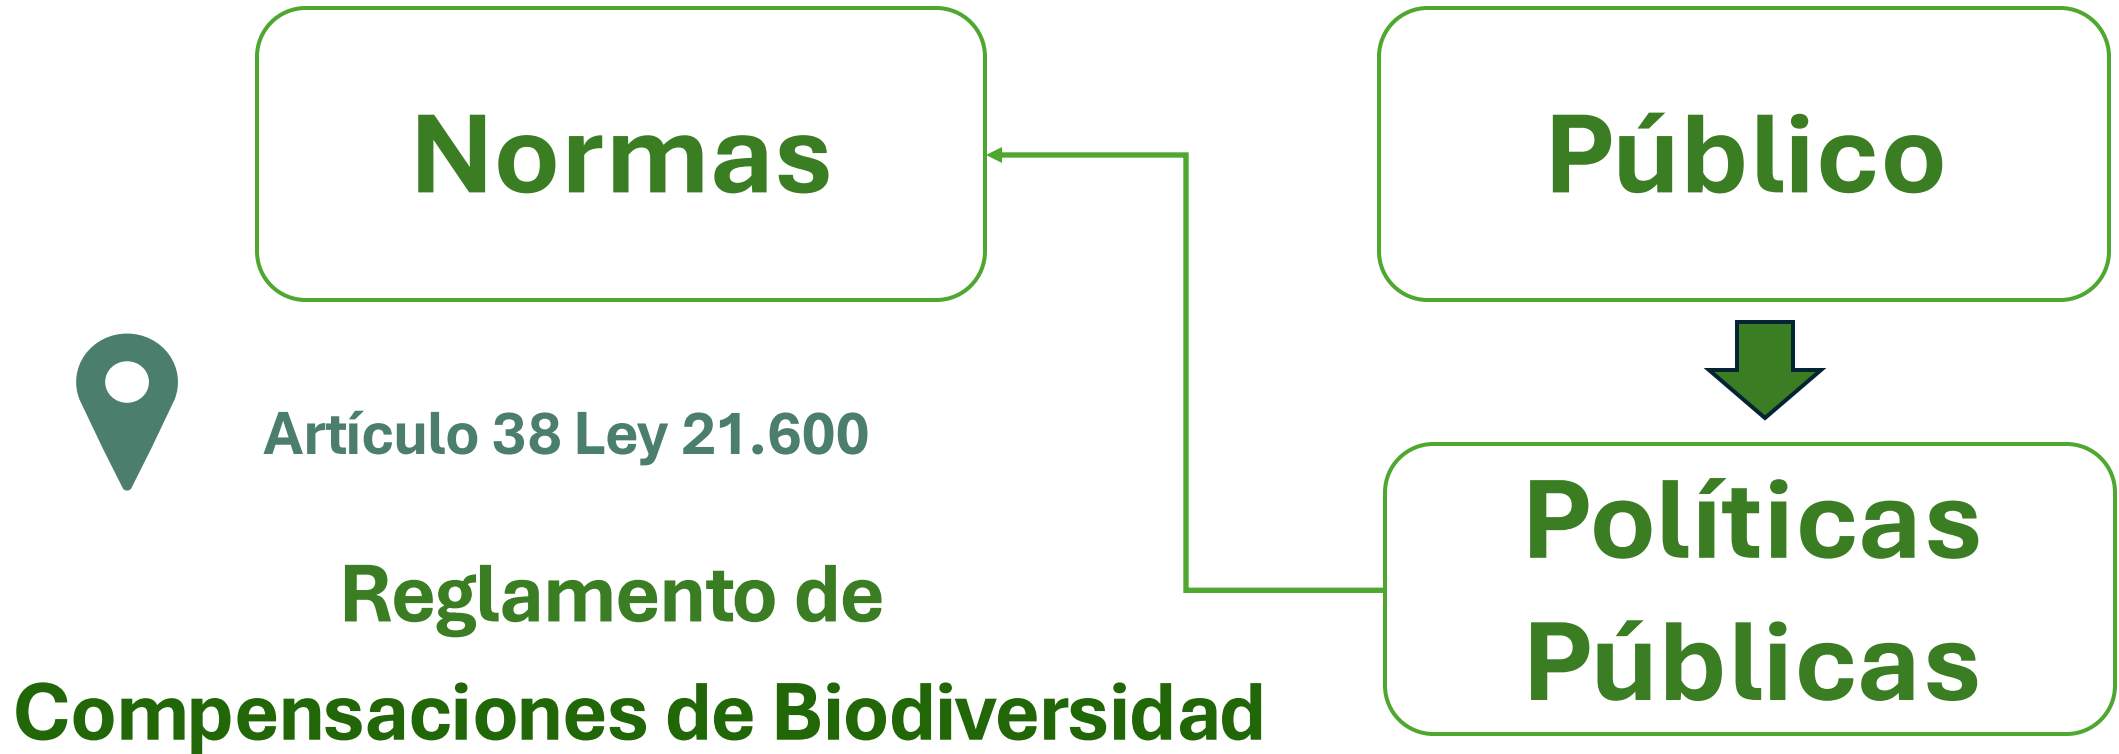 Normas
Público
Artículo 38 Ley 21.600
Políticas
Públicas
Reglamento de
Compensaciones de Biodiversidad